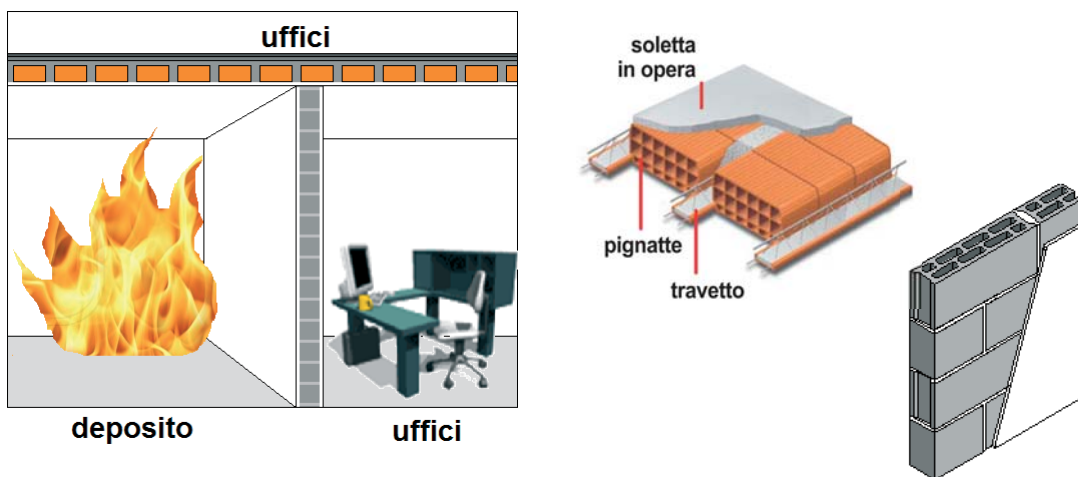 uffici
deposito
uffici
soletta
in opera
pignatte
travetto